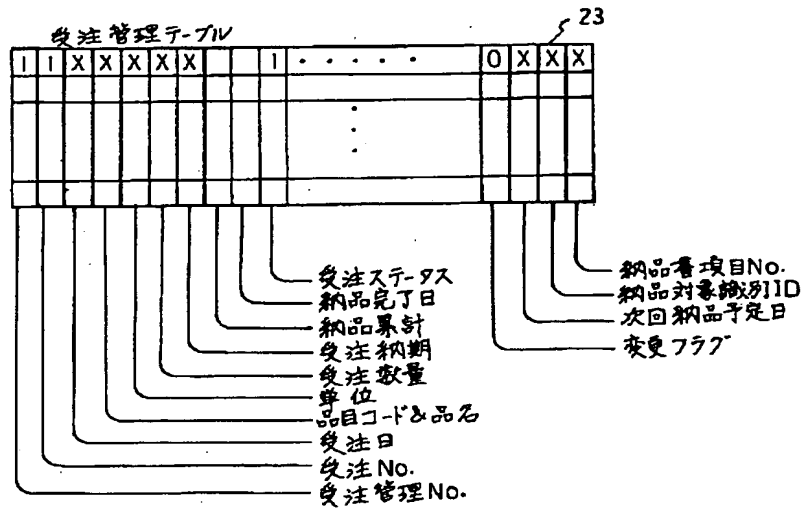 23
受注管理テーブル
1 1 X X X X X 1 ・・・・・ 0 X X X
受注ステータス
納品完了日
納品累計
受注納期
受注数量
単位
品目コード&品名
受注日
受注No.
受注管理No.
納品書項目No.
納品対象識別ID
次回納品予定日
変更フラグ